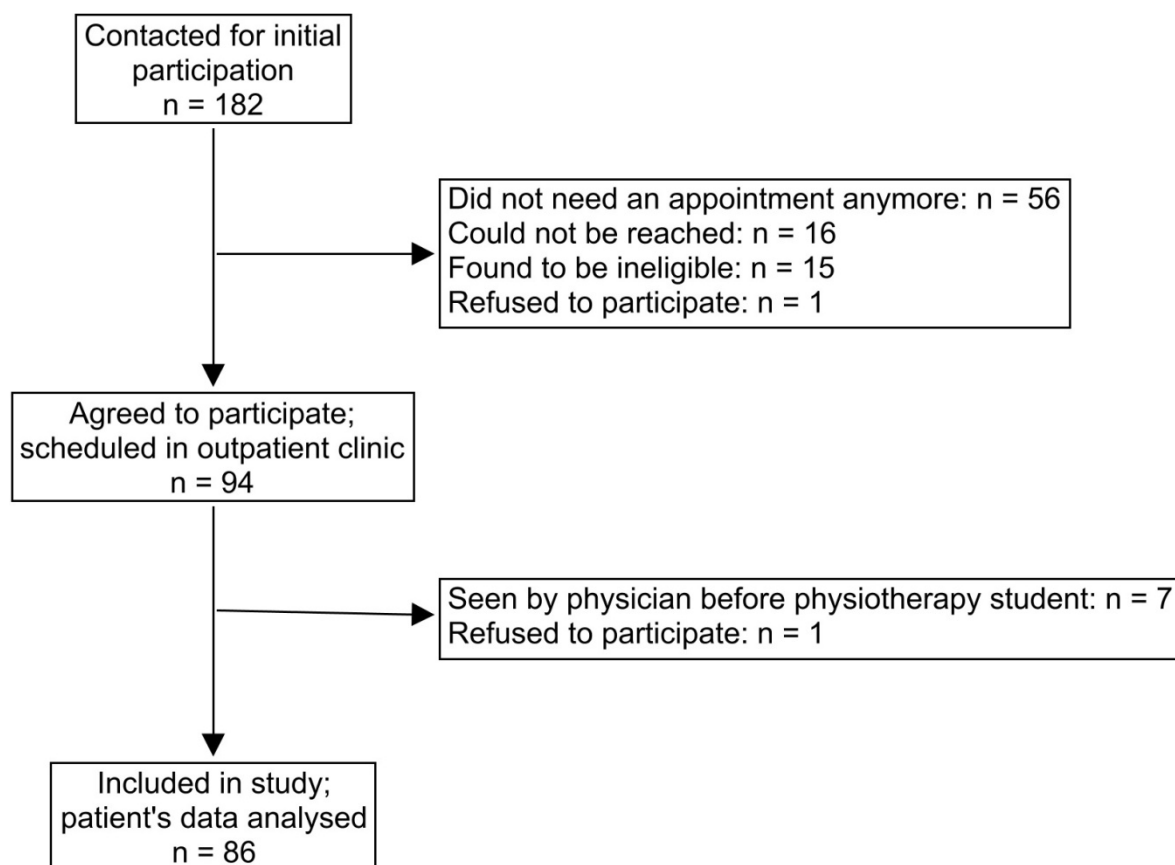 Contacted for initial
participation
n = 182
Did not need an appointment anymore: n = 56
Could not be reached: n = 16
Found to be ineligible: n = 15
Refused to participate: n = 1
Agreed to participate;
scheduled in outpatient clinic
n = 94
Seen by physician before physiotherapy student: n = 7
Refused to participate: n = 1
Included in study;
patient's data analysed
n = 86